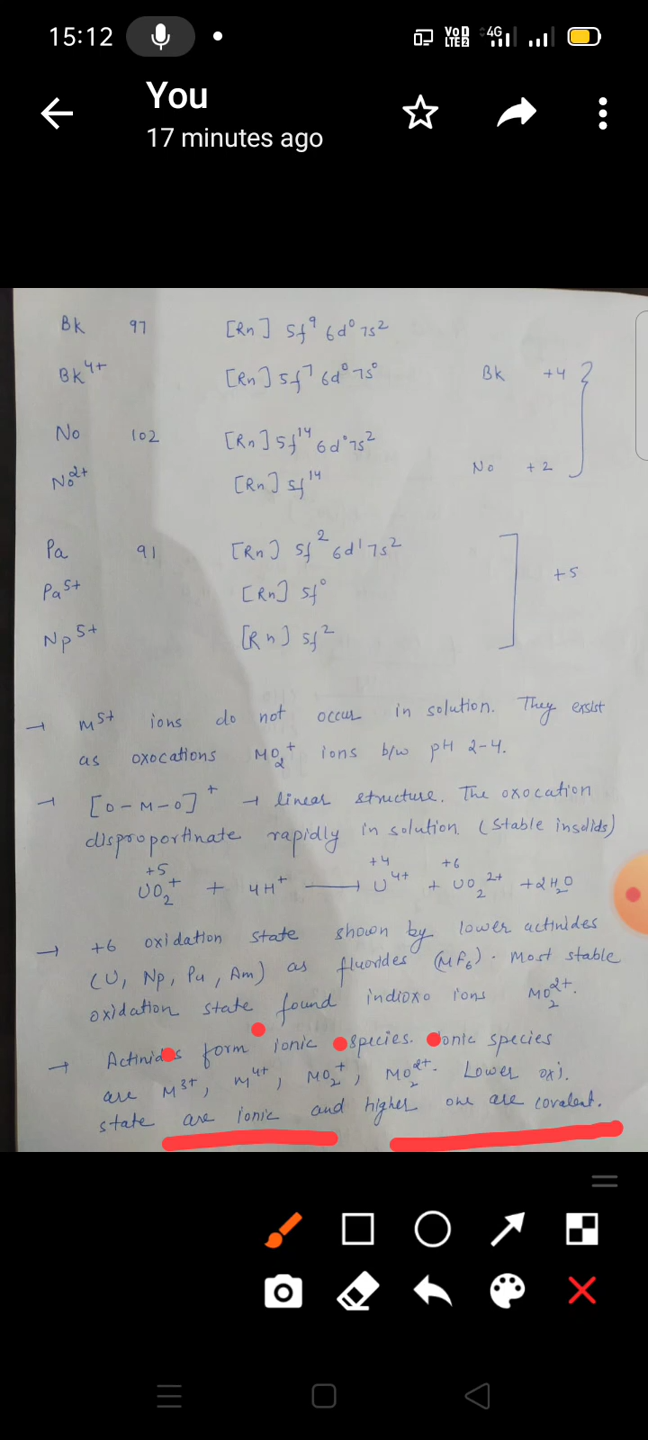 15:12
VoD LTE2 4G
You
17 minutes ago
Bk 97 [Rn] 5f⁹ 6d⁰ 7s²
Bk⁴⁺ [Rn] 5f⁷ 6d⁰ 7s⁰ Bk +4
No 102 [Rn] 5f¹⁴ 6d⁰ 7s²
No²⁺ [Rn] 5f¹⁴ No +2
Pa 91 [Rn] 5f² 6d¹ 7s²
Pa⁵⁺ [Rn] 5f⁰ +5
Np⁵⁺ [Rn] 5f²
→ M⁵⁺ ions do not occur in solution. They exsist
as oxocations MO₂⁺ ions b/w pH 2-4.
→ [O-M-O]⁺ → linear structure. The oxocation
disproportinate rapidly in solution. (stable insolids)
+5 +4 +6
UO₂⁺ + 4H⁺ ⟶ U⁴⁺ + UO₂²⁺ + 2H₂O
→ +6 oxidation state shown by lower actinides
(U, Np, Pu, Am) as fluorides (MF₆). Most stable
oxidation state found indioxo ions MO₂²⁺.
→ Actinides form ionic species. Ionic species
are M³⁺, M⁴⁺, MO₂⁺, MO₂²⁺. Lower oxi.
state are ionic and higher one are covalent.